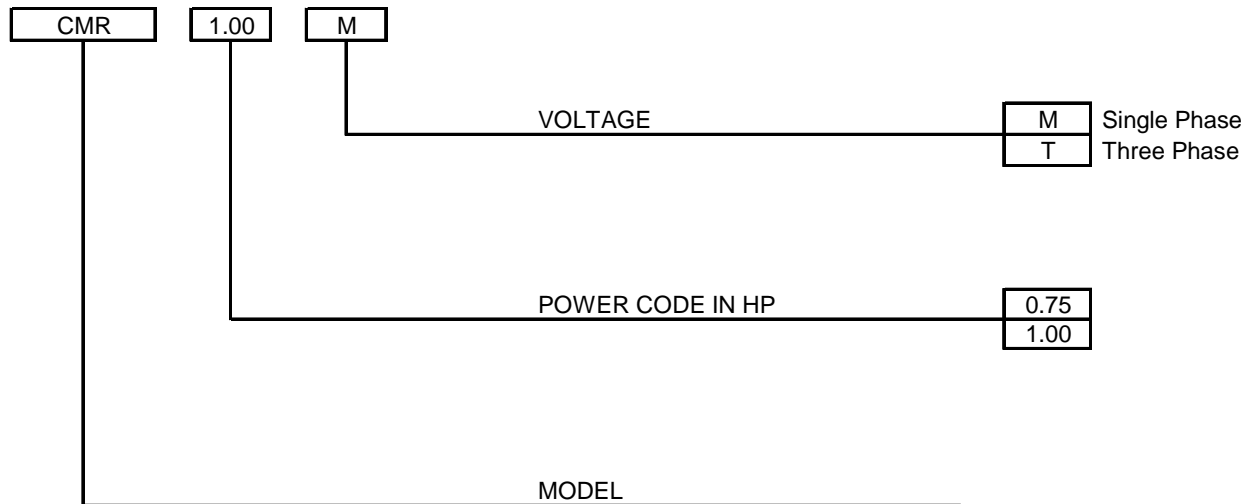 CMR 1.00 M
VOLTAGE M Single Phase
T Three Phase
POWER CODE IN HP 0.75
1.00
MODEL